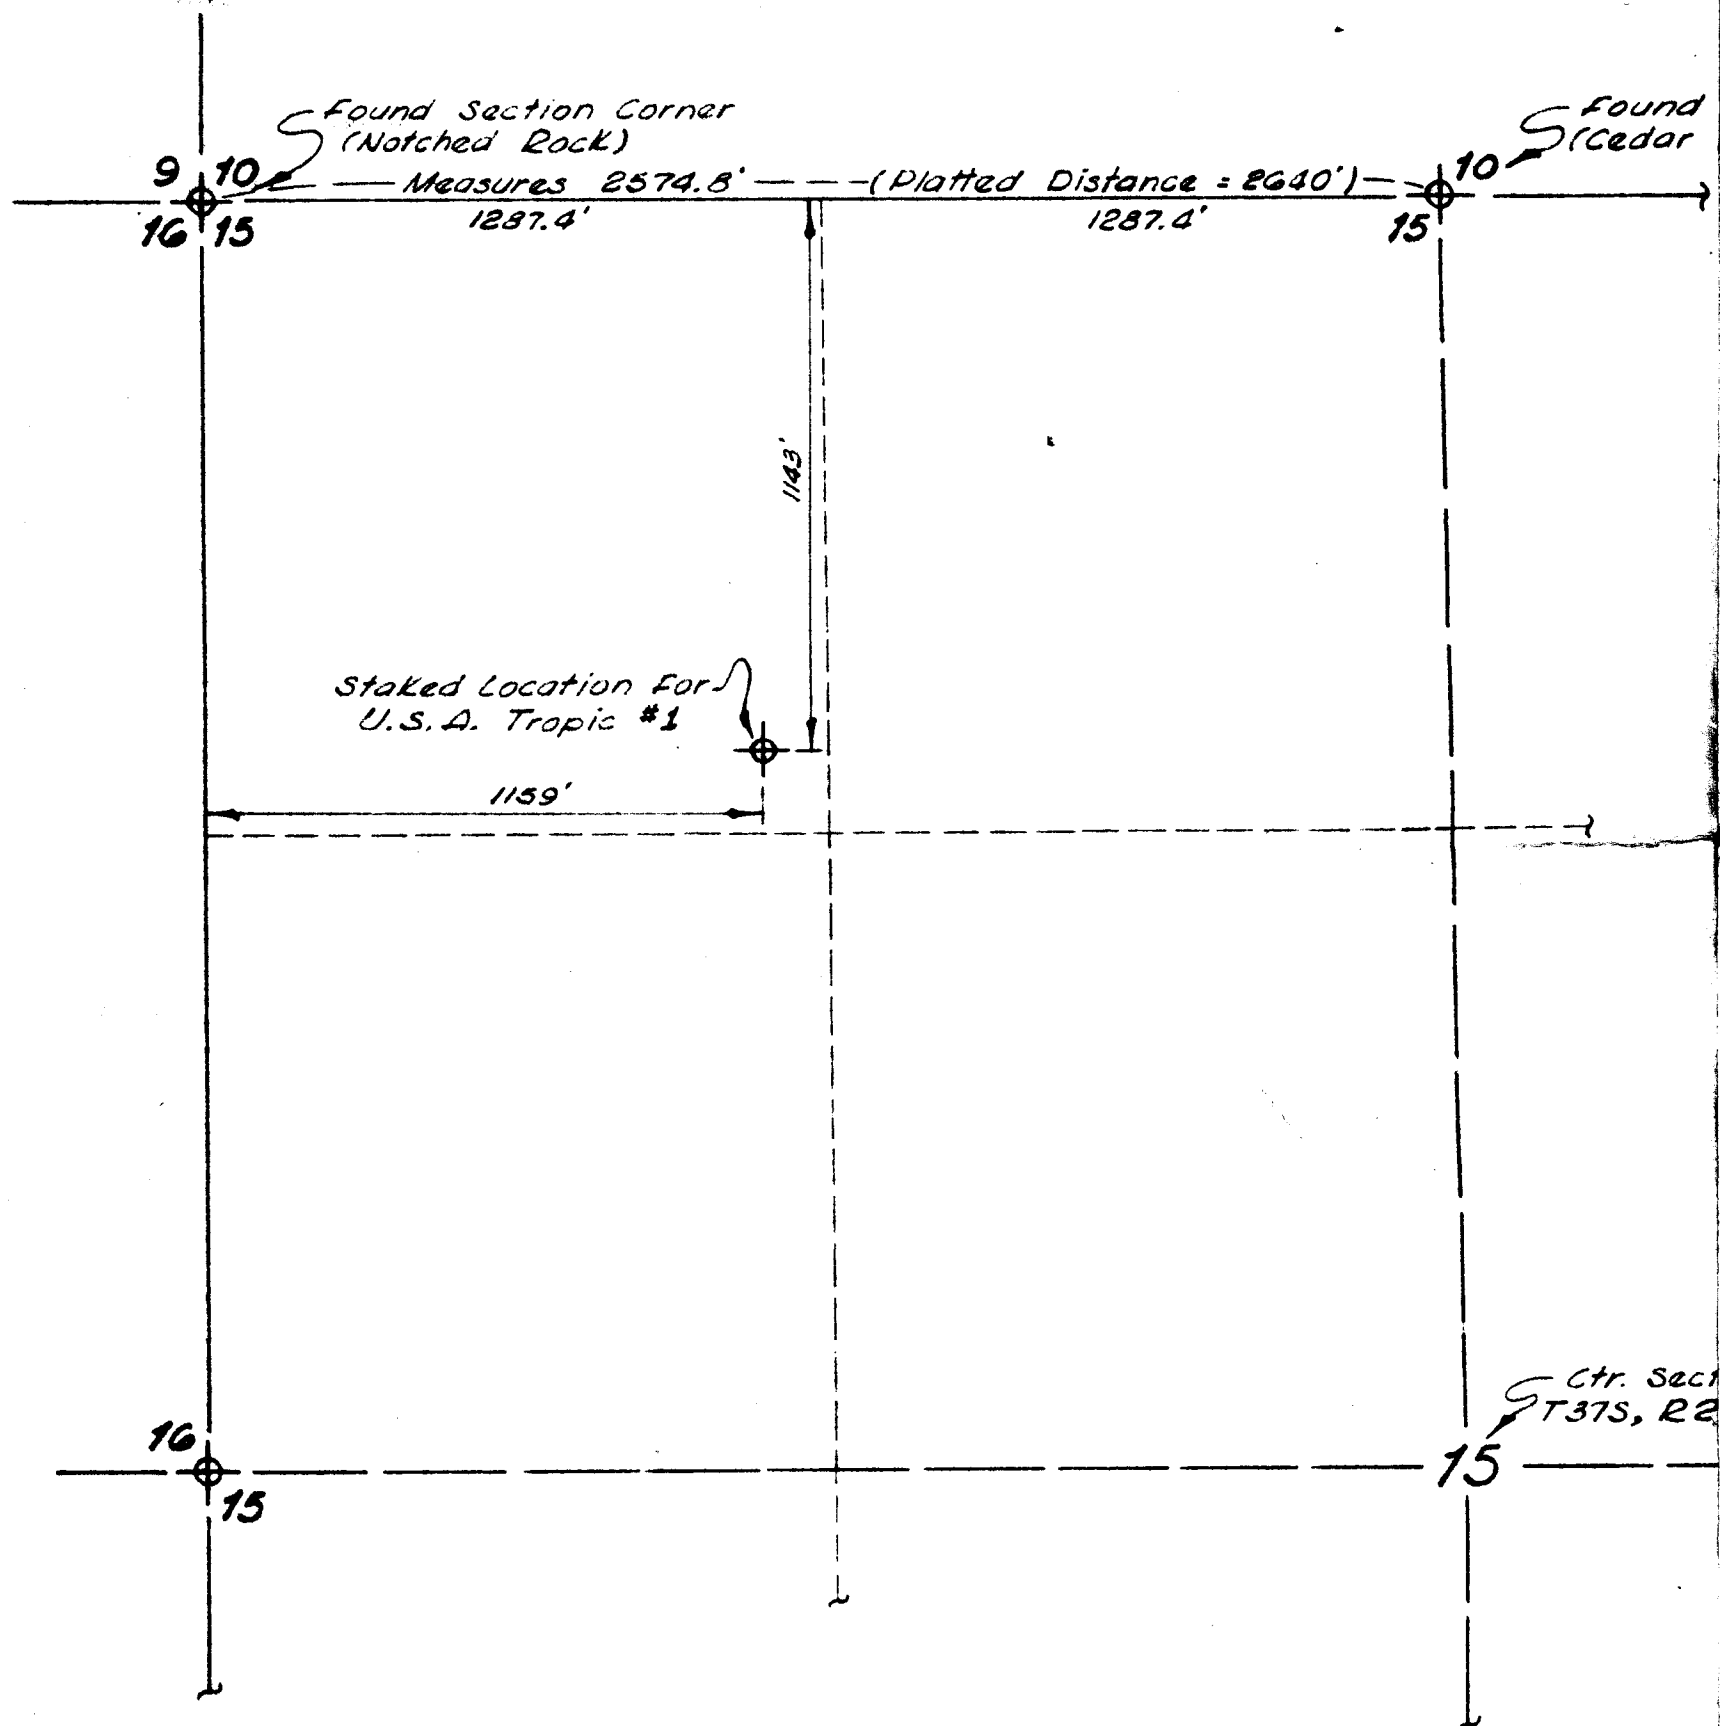 Found Section Corner
(Notched Rock)
Found
(Cedar
9 10
16 15
Measures 2574.8' (Platted Distance = 2640')
1287.4'
1287.4'
10
15
1143'
Staked Location For
U.S.A. Tropic #1
1159'
Ctr. Sect
T37S, R2
16
15
15